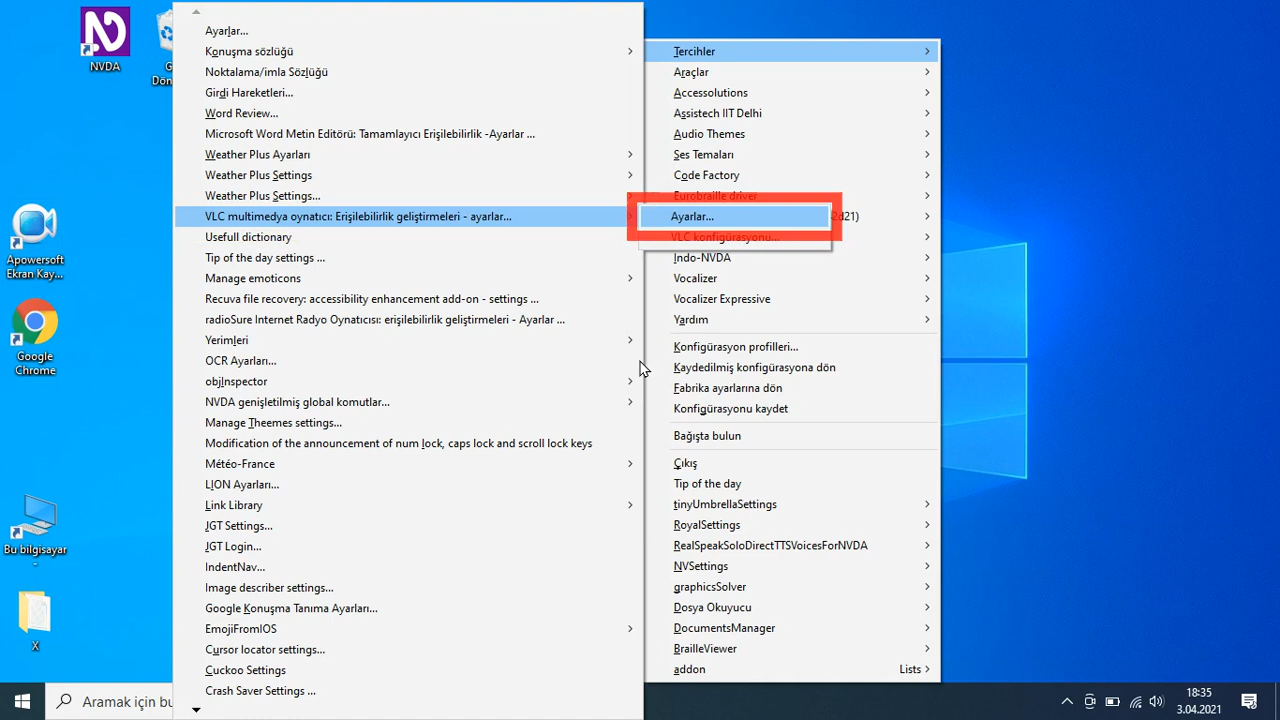 NVDA
G
Dön
Apowersoft
Ekran Kay...
Google
Chrome
Bu bilgisayar
-
X
Ayarlar...
Konuşma sözlüğü
Noktalama/imla Sözlüğü
Girdi Hareketleri...
Word Review...
Microsoft Word Metin Editörü: Tamamlayıcı Erişilebilirlik -Ayarlar ...
Weather Plus Ayarları
Weather Plus Settings
Weather Plus Settings...
VLC multimedya oynatıcı: Erişilebilirlik geliştirmeleri - ayarlar...
Usefull dictionary
Tip of the day settings ...
Manage emoticons
Recuva file recovery: accessibility enhancement add-on - settings ...
radioSure Internet Radyo Oynatıcısı: erişilebilirlik geliştirmeleri - Ayarlar ...
Yerimleri
OCR Ayarları...
objInspector
NVDA genişletilmiş global komutlar...
Manage Theemes settings...
Modification of the announcement of num lock, caps lock and scroll lock keys
Météo-France
LION Ayarları...
Link Library
JGT Settings...
JGT Login...
IndentNav...
Image describer settings...
Google Konuşma Tanıma Ayarları...
EmojiFromIOS
Cursor locator settings...
Cuckoo Settings
Crash Saver Settings ...
Tercihler
Araçlar
Accessolutions
Assistech IIT Delhi
Audio Themes
Ses Temaları
Code Factory
Eurobraille driver
Ayarlar...
2d21)
VLC konfigürasyonu...
Indo-NVDA
Vocalizer
Vocalizer Expressive
Yardım
Konfigürasyon profilleri...
Kaydedilmiş konfigürasyona dön
Fabrika ayarlarına dön
Konfigürasyonu kaydet
Bağışta bulun
Çıkış
Tip of the day
tinyUmbrellaSettings
RoyalSettings
RealSpeakSoloDirectTTSVoicesForNVDA
NVSettings
graphicsSolver
Dosya Okuyucu
DocumentsManager
BrailleViewer
addon Lists
Aramak için bu
18:35
3.04.2021